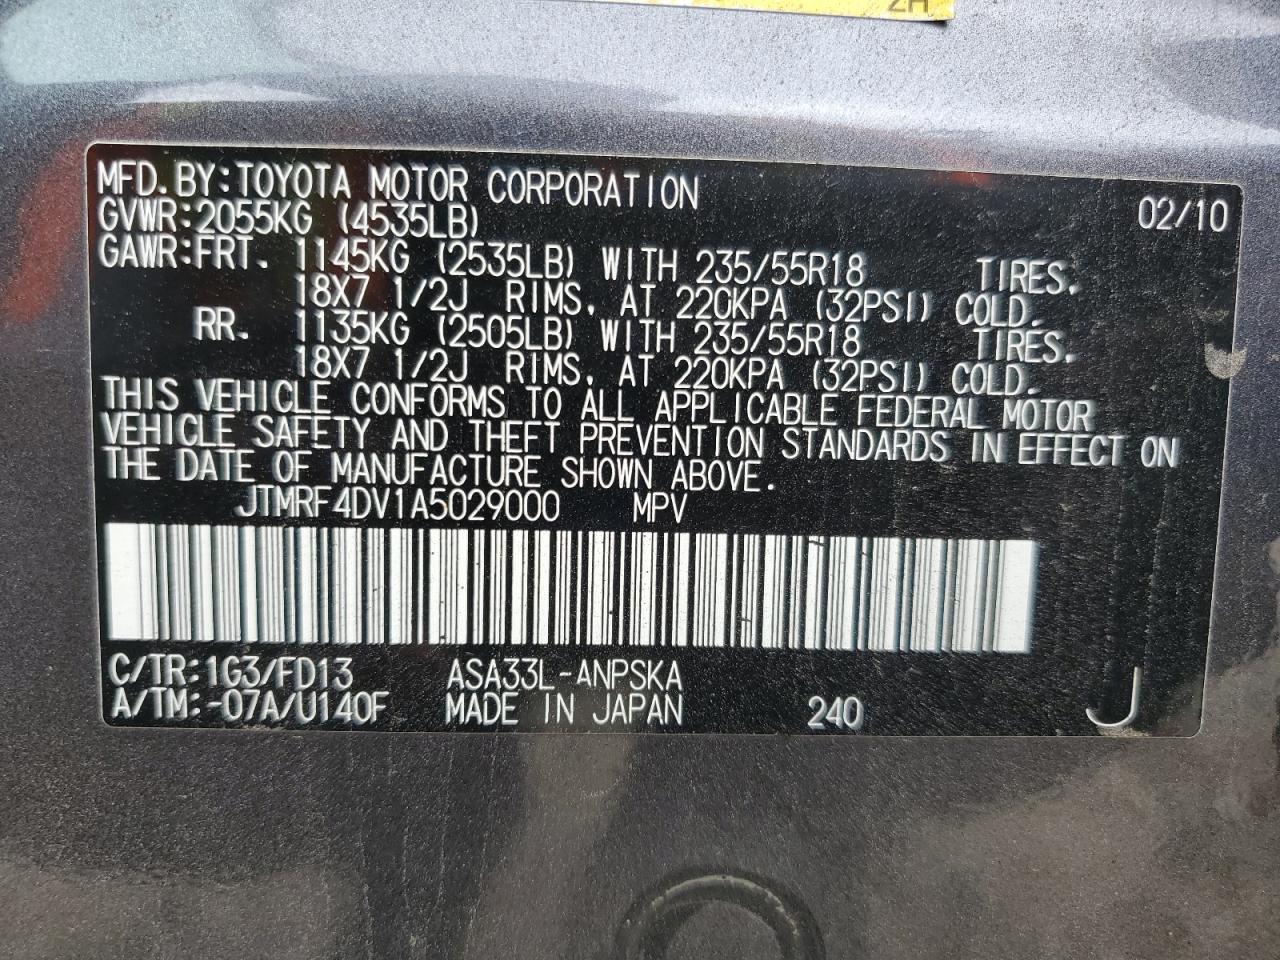 2A
MFD.BY:TOYOTA MOTOR CORPORATION 02/10
GVWR:2055KG (4535LB)
GAWR:FRT. 1145KG (2535LB) WITH 235/55R18 TIRES.
18X7 1/2J RIMS, AT 220KPA (32PSI) COLD.
RR. 1135KG (2505LB) WITH 235/55R18 TIRES.
18X7 1/2J RIMS, AT 220KPA (32PSI) COLD.
THIS VEHICLE CONFORMS TO ALL APPLICABLE FEDERAL MOTOR
VEHICLE SAFETY AND THEFT PREVENTION STANDARDS IN EFFECT ON
THE DATE OF MANUFACTURE SHOWN ABOVE.
JTMRF4DV1A5029000 MPV
C/TR:1G3/FD13 ASA33L-ANPSKA
A/TM:-07A/U140F MADE IN JAPAN 240 J